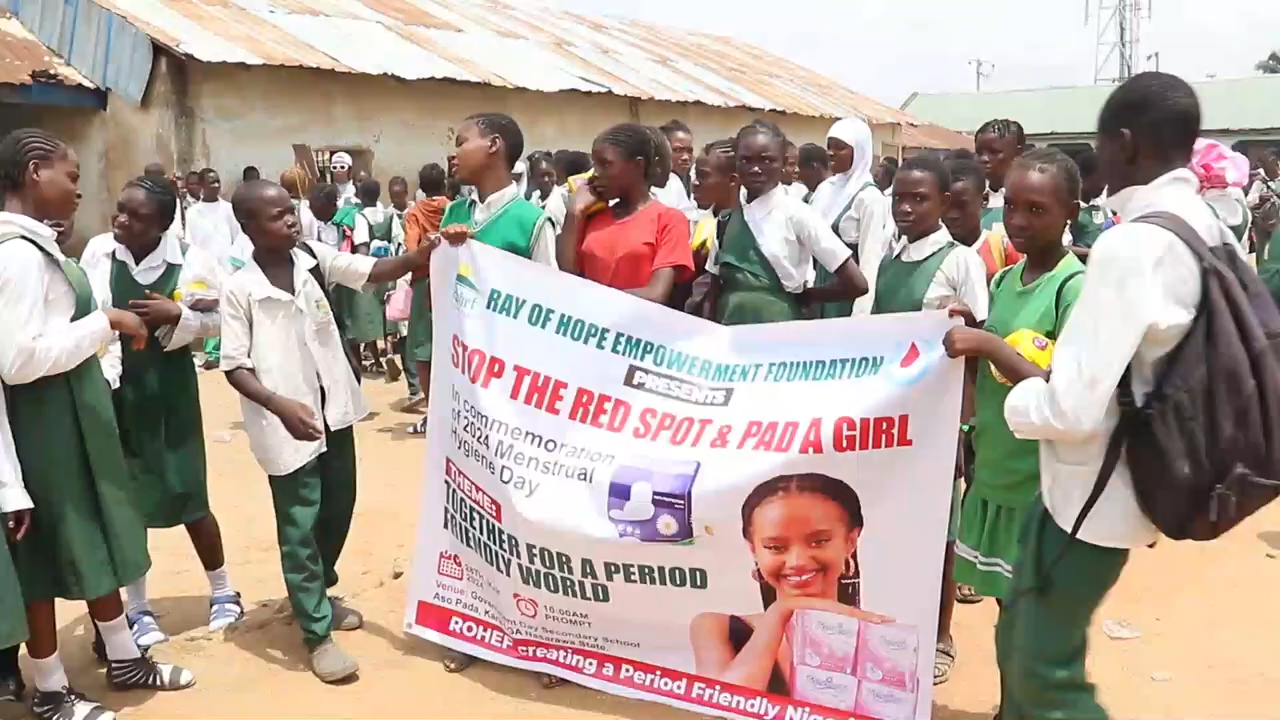 RAY OF HOPE EMPOWERMENT FOUNDATION
PRESENTS
STOP THE RED SPOT & PAD A GIRL
In commemoration
of 2024 Menstrual
Hygiene Day
THEME:
TOGETHER FOR A PERIOD
FRIENDLY WORLD
2024
10:00AM
PROMPT
Venue: Government Day Secondary School
Aso Pada, LGA Nasarawa State.
ROHEF creating a Period Friendly